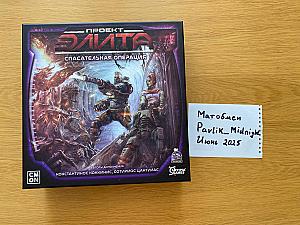 ПРОЕКТ
ЭЛИТА
СПАСАТЕЛЬНАЯ ОПЕРАЦИЯ
КОНСТАНТИНОС КОККИНИС, СОТИРИОС ЦАНТИЛАС
CMON
Матобмен
Pavlik_Midnight
Июнь 2025